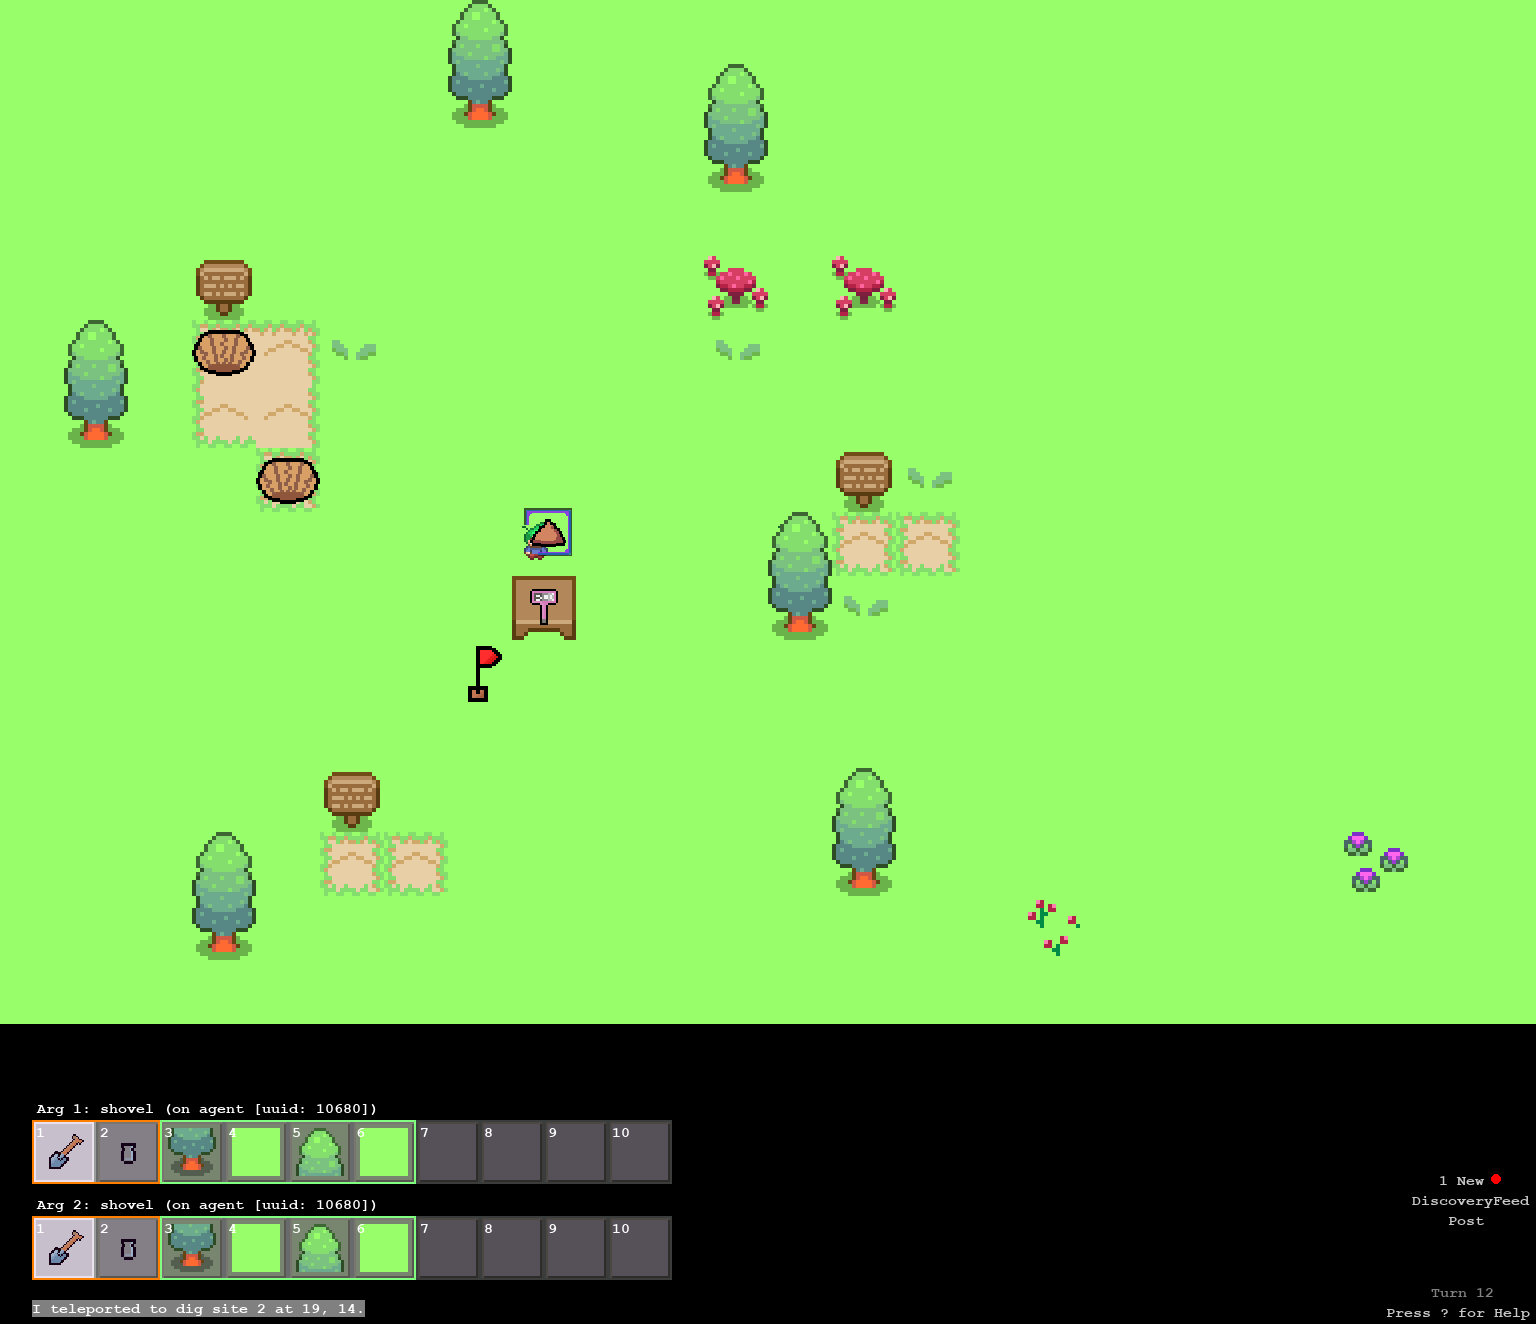 Arg 1: shovel (on agent [uuid: 10680])
1 2 3 4 5 6 7 8 9 10
Arg 2: shovel (on agent [uuid: 10680])
1 2 3 4 5 6 7 8 9 10
I teleported to dig site 2 at 19, 14.
1 New
DiscoveryFeed
Post
Turn 12
Press ? for Help